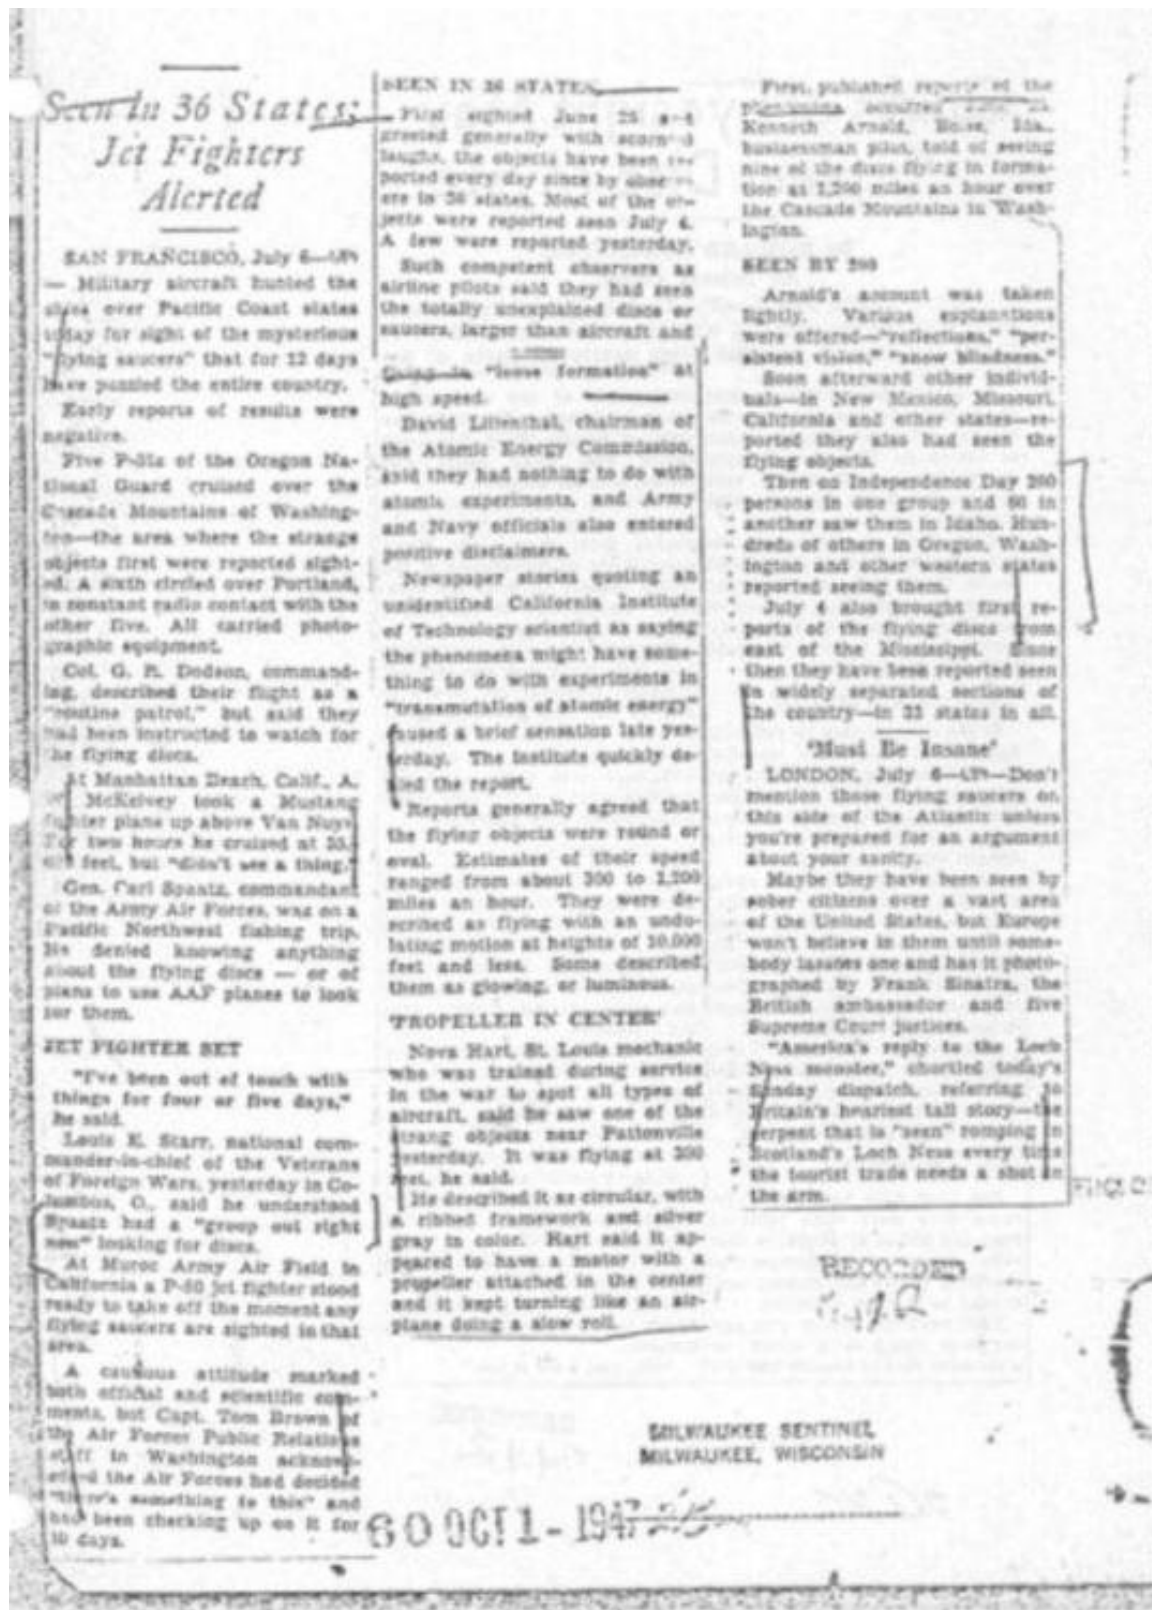 Seen In 36 States;
Jet Fighters
Alerted
SAN FRANCISCO, July 6—(AP)
— Military aircraft hunted the
skies over Pacific Coast states
today for sight of the mysterious
"flying saucers" that for 12 days
have puzzled the entire country.
Early reports of results were
negative.
Five P-51s of the Oregon Na-
tional Guard cruised over the
Cascade Mountains of Washing-
ton—the area where the strange
objects first were reported sight-
ed. A sixth circled over Portland,
in constant radio contact with the
other five. All carried photo-
graphic equipment.
Col. G. R. Dodson, command-
ing, described their flight as a
"routine patrol," but said they
had been instructed to watch for
the flying discs.
At Manhattan Beach, Calif., A.
McKelvey took a Mustang
fighter plane up above Van Nuys.
For two hours he cruised at 35,
000 feet, but "didn't see a thing."
Gen. Carl Spaatz, commandant
of the Army Air Forces, was on a
Pacific Northwest fishing trip.
He denied knowing anything
about the flying discs — or of
plans to use AAF planes to look
for them.
JET FIGHTER SET
"I've been out of touch with
things for four or five days,"
he said.
Louis E. Starr, national com-
mander-in-chief of the Veterans
of Foreign Wars, yesterday in Co-
lumbus, O., said he understood
Spaatz had a "group out right
now" looking for discs.
At Muroc Army Air Field in
California a P-80 jet fighter stood
ready to take off the moment any
flying saucers are sighted in that
area.
A cautious attitude marked
both official and scientific com-
ments, but Capt. Tom Brown of
the Air Forces Public Relations
staff in Washington acknowl-
edged the Air Forces had decided
"there's something to this" and
had been checking up on it for
10 days.
SEEN IN 36 STATES
First sighted June 25 and
greeted generally with scornful
laughs, the objects have been re-
ported every day since by observ-
ers in 36 states. Most of the ob-
jects were reported seen July 4.
A few were reported yesterday.
Such competent observers as
airline pilots said they had seen
the totally unexplained discs or
saucers, larger than aircraft and
flying in "loose formation" at
high speed.
David Lilienthal, chairman of
the Atomic Energy Commission,
said they had nothing to do with
atomic experiments, and Army
and Navy officials also entered
positive disclaimers.
Newspaper stories quoting an
unidentified California Institute
of Technology scientist as saying
the phenomena might have some-
thing to do with experiments in
"transmutation of atomic energy"
caused a brief sensation late yes-
terday. The institute quickly de-
nied the report.
Reports generally agreed that
the flying objects were round or
oval. Estimates of their speed
ranged from about 300 to 1,200
miles an hour. They were de-
scribed as flying with an undu-
lating motion at heights of 10,000
feet and less. Some described
them as glowing, or luminous.
'PROPELLER IN CENTER'
Nova Hart, St. Louis mechanic
who was trained during service
in the war to spot all types of
aircraft, said he saw one of the
strang objects near Pattonville
yesterday. It was flying at 300
feet, he said.
He described it as circular, with
a ribbed framework and silver
gray in color. Hart said it ap-
peared to have a motor with a
propeller attached in the center
and it kept turning like an air-
plane doing a slow roll.
First published reports of the
phenomena occurred June 25.
Kenneth Arnold, Boise, Ida.,
businessman pilot, told of seeing
nine of the discs flying in forma-
tion at 1,200 miles an hour over
the Cascade Mountains in Wash-
ington.
SEEN BY 200
Arnold's account was taken
lightly. Various explanations
were offered—"reflections," "per-
sistent vision," "snow blindness."
Soon afterward other individ-
uals—in New Mexico, Missouri,
California and other states—re-
ported they also had seen the
flying objects.
Then on Independence Day 200
persons in one group and 60 in
another saw them in Idaho. Hun-
dreds of others in Oregon, Wash-
ington and other western states
reported seeing them.
July 4 also brought first re-
ports of the flying discs from
east of the Mississippi. Since
then they have been reported seen
in widely separated sections of
the country—in 33 states in all.
'Must Be Insane'
LONDON, July 6—(AP)—Don't
mention those flying saucers on
this side of the Atlantic unless
you're prepared for an argument
about your sanity.
Maybe they have been seen by
sober citizens over a vast area
of the United States, but Europe
won't believe in them until some-
body lassoes one and has it photo-
graphed by Frank Sinatra, the
British ambassador and five
Supreme Court justices.
"America's reply to the Loch
Ness monster," chortled today's
Sunday dispatch, referring to
Britain's heartiest tall story—the
serpent that is "seen" romping in
Scotland's Loch Ness every time
the tourist trade needs a shot in
the arm.
RECORDED
MILWAUKEE SENTINEL
MILWAUKEE, WISCONSIN
60 OCT 1 - 1947